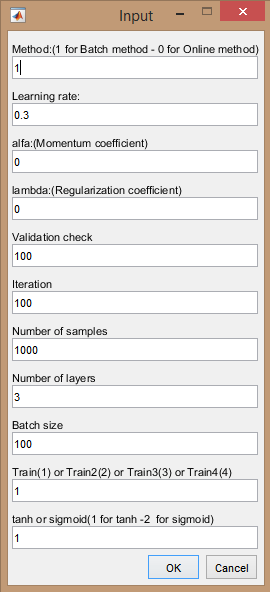 Input
Method:(1 for Batch method - 0 for Online method)
1
Learning rate:
0.3
alfa:(Momentum coefficient)
0
lambda:(Regularization coefficient)
0
Validation check
100
Iteration
100
Number of samples
1000
Number of layers
3
Batch size
100
Train(1) or Train2(2) or Train3(3) or Train4(4)
1
tanh or sigmoid(1 for tanh -2  for sigmoid)
1
OK Cancel